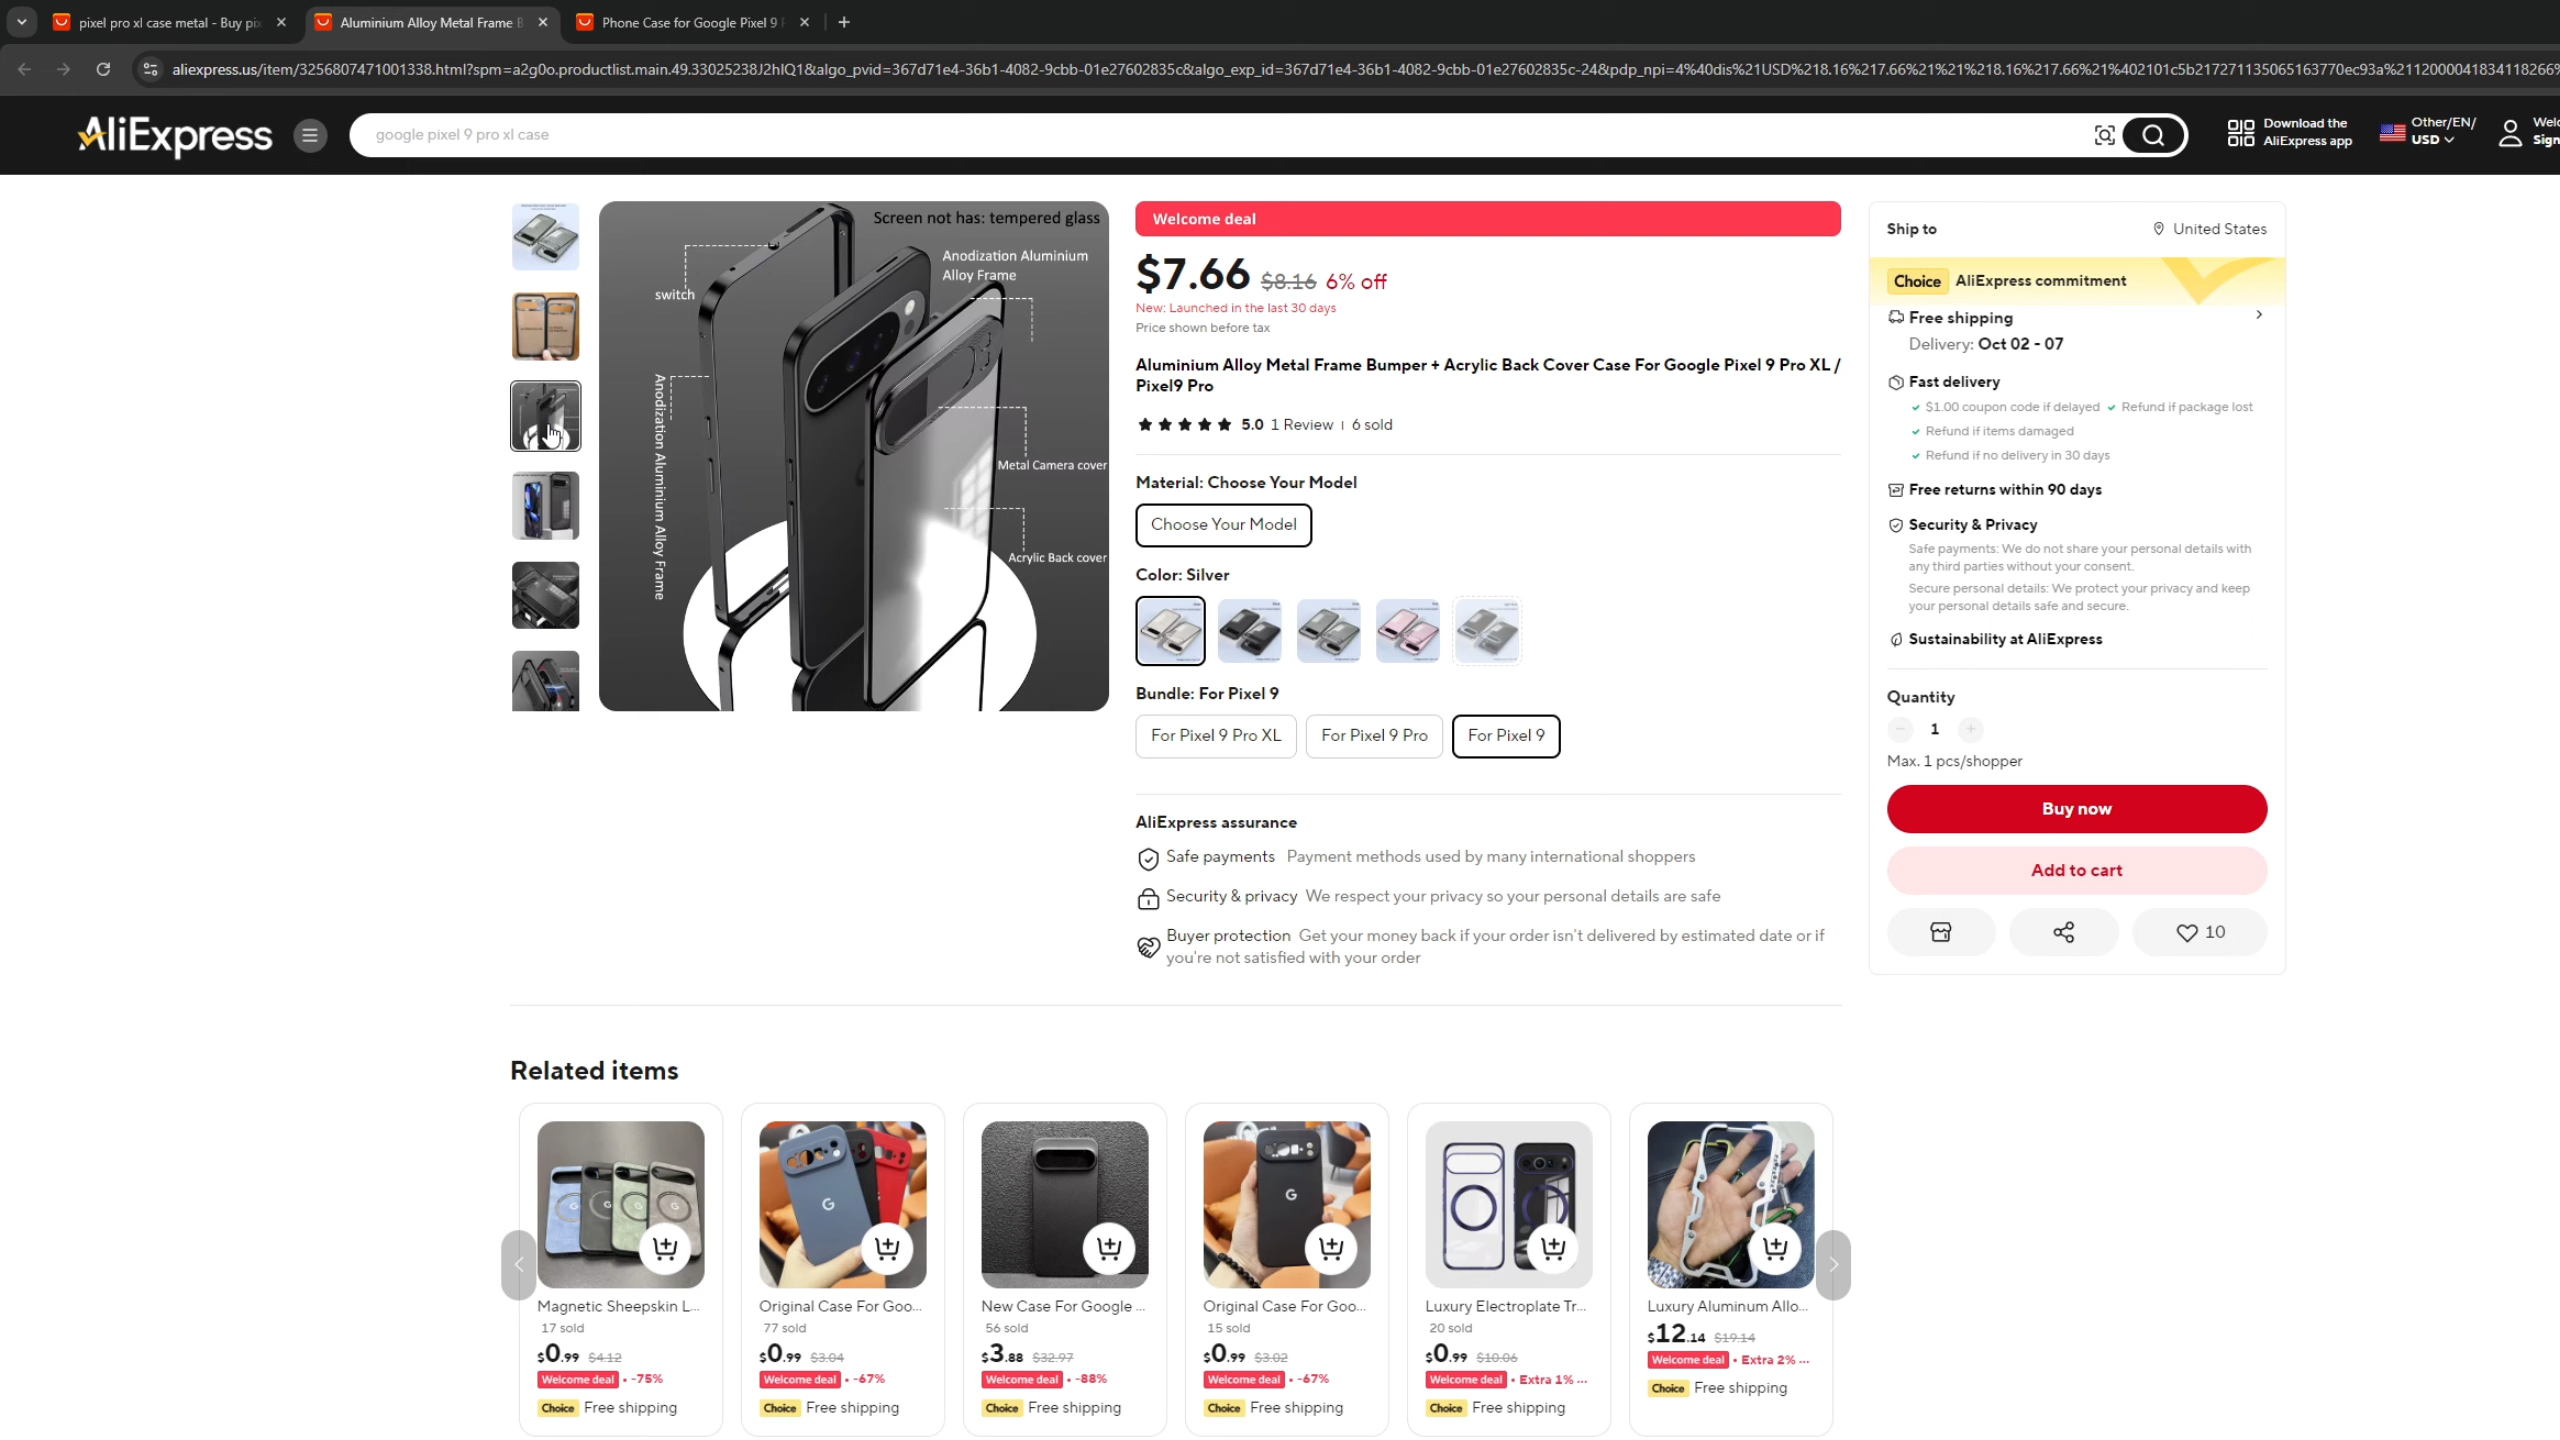 pixel pro xl case metal - Buy pix
Aluminium Alloy Metal Frame B
Phone Case for Google Pixel 9 P
aliexpress.us/item/3256807471001338.html?spm=a2g0o.productlist.main.49.33025238J2hIQ1&algo_pvid=367d71e4-36b1-4082-9cbb-01e27602835c&algo_exp_id=367d71e4-36b1-4082-9cbb-01e27602835c-24&pdp_npi=4%40dis%21USD%218.16%217.66%21%21%218.16%217.66%21%402101c5b217271135065163770ec93a%2112000041834118266%
AliExpress
google pixel 9 pro xl case
Download the
AliExpress app
Other/EN/
USD
Welc
Sign
Screen not has: tempered glass
Anodization Aluminium
Alloy Frame
switch
Anodization Aluminium Alloy Frame
Metal Camera cover
Acrylic Back cover
Welcome deal
$7.66 $8.16 6% off
New: Launched in the last 30 days
Price shown before tax
Aluminium Alloy Metal Frame Bumper + Acrylic Back Cover Case For Google Pixel 9 Pro XL /
Pixel9 Pro
5.0 1 Review | 6 sold
Material: Choose Your Model
Choose Your Model
Color: Silver
Bundle: For Pixel 9
For Pixel 9 Pro XL For Pixel 9 Pro For Pixel 9
AliExpress assurance
Safe payments Payment methods used by many international shoppers
Security & privacy We respect your privacy so your personal details are safe
Buyer protection Get your money back if your order isn't delivered by estimated date or if
you're not satisfied with your order
Ship to United States
Choice AliExpress commitment
Free shipping
Delivery: Oct 02 - 07
Fast delivery
$1.00 coupon code if delayed Refund if package lost
Refund if items damaged
Refund if no delivery in 30 days
Free returns within 90 days
Security & Privacy
Safe payments: We do not share your personal details with
any third parties without your consent.
Secure personal details: We protect your privacy and keep
your personal details safe and secure.
Sustainability at AliExpress
Quantity
- 1 +
Max. 1 pcs/shopper
Buy now
Add to cart
10
Related items
Magnetic Sheepskin L...
17 sold
$0.99 $4.12
Welcome deal • -75%
Choice Free shipping
Original Case For Goo...
77 sold
$0.99 $3.04
Welcome deal • -67%
Choice Free shipping
New Case For Google ...
56 sold
$3.88 $32.97
Welcome deal • -88%
Choice Free shipping
Original Case For Goo...
15 sold
$0.99 $3.02
Welcome deal • -67%
Choice Free shipping
Luxury Electroplate Tr...
20 sold
$0.99 $10.06
Welcome deal • Extra 1% ...
Choice Free shipping
Luxury Aluminum Allo...
$12.14 $19.14
Welcome deal • Extra 2% ...
Choice Free shipping